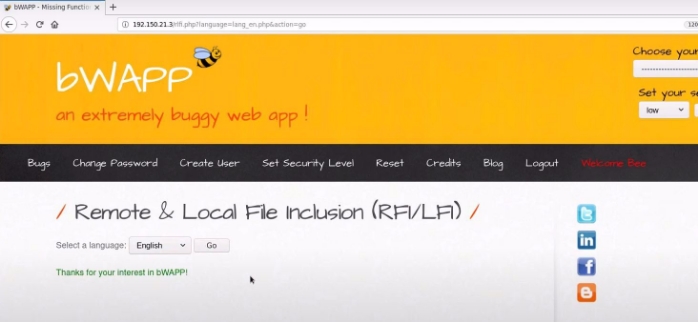 bWAPP - Missing Functio
192.150.21.3/rlfi.php?language=lang_en.php&action=go
120
bWAPP
an extremely buggy web app !
Choose your
Set your se
low
Bugs Change Password Create User Set Security Level Reset Credits Blog Logout Welcome Bee
/ Remote & Local File Inclusion (RFI/LFI) /
Select a language: English Go
Thanks for your interest in bWAPP!